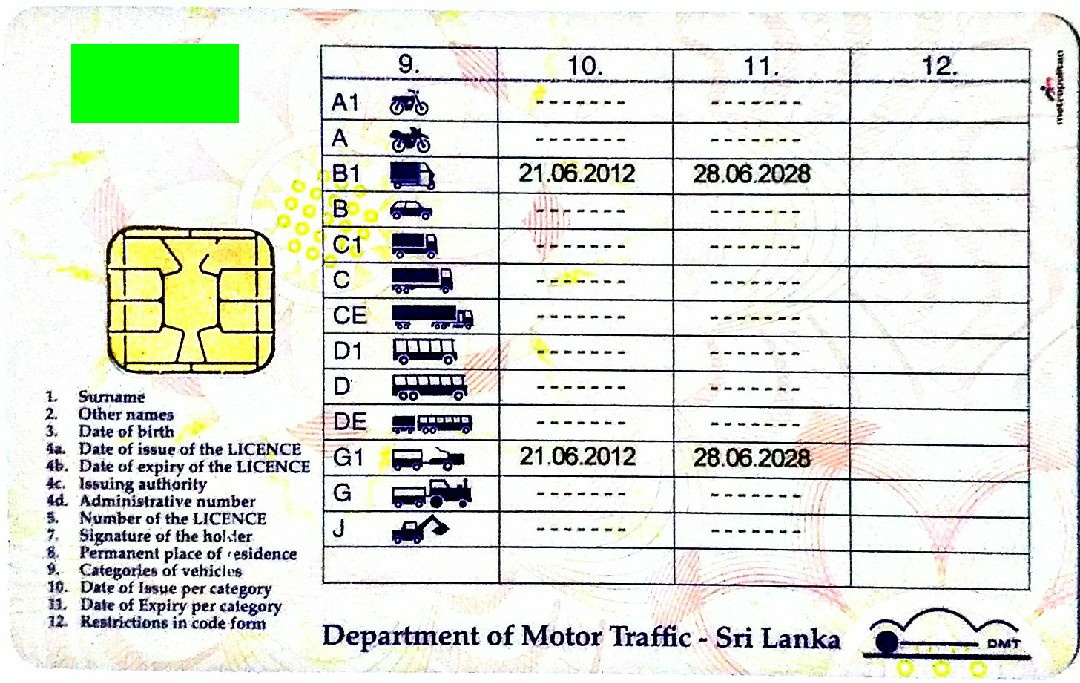 9. 10. 11. 12.
A1 ------- -------
A ------- -------
B1 21.06.2012 28.06.2028
B ------- -------
C1 ------- -------
C ------- -------
CE ------- -------
D1 ------- -------
D ------- -------
DE ------- -------
G1 21.06.2012 28.06.2028
G ------- -------
J ------- -------
metropolitan
1. Surname
2. Other names
3. Date of birth
4a. Date of issue of the LICENCE
4b. Date of expiry of the LICENCE
4c. Issuing authority
4d. Administrative number
5. Number of the LICENCE
7. Signature of the holder
8. Permanent place of residence
9. Categories of vehicles
10. Date of Issue per category
11. Date of Expiry per category
12. Restrictions in code form
Department of Motor Traffic - Sri Lanka
DMT